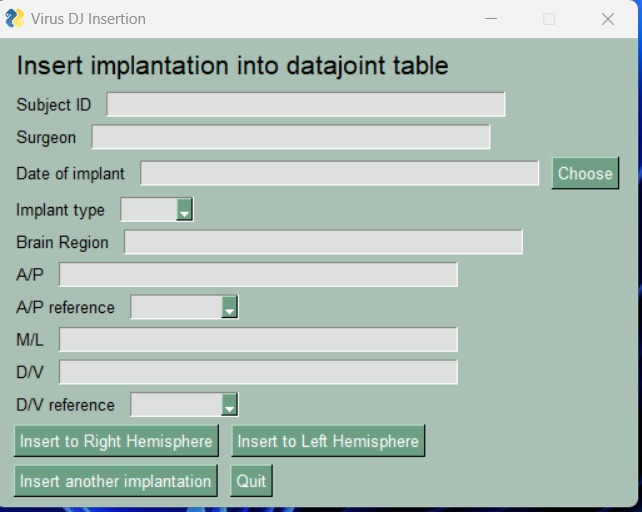 Virus DJ Insertion
Insert implantation into datajoint table
Subject ID
Surgeon
Date of implant Choose
Implant type
Brain Region
A/P
A/P reference
M/L
D/V
D/V reference
Insert to Right Hemisphere Insert to Left Hemisphere
Insert another implantation Quit